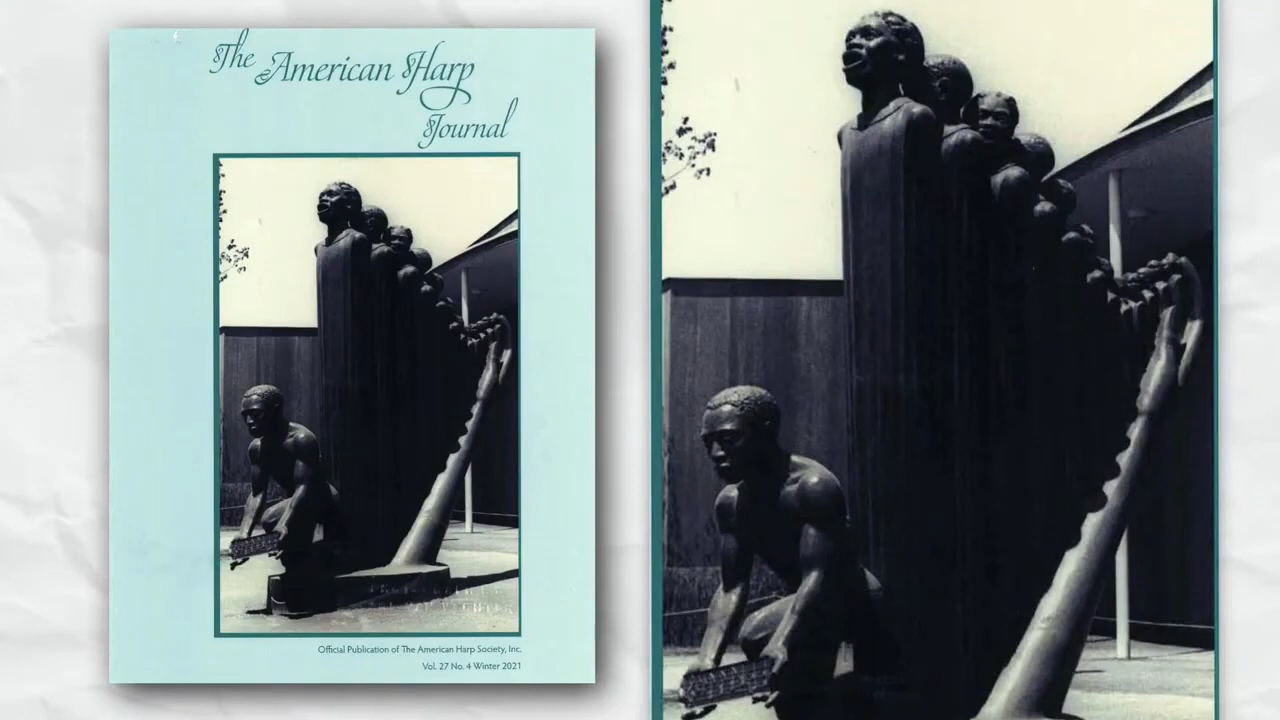 The American Harp
Journal
Official Publication of The American Harp Society, Inc.
Vol. 27 No. 4 Winter 2021